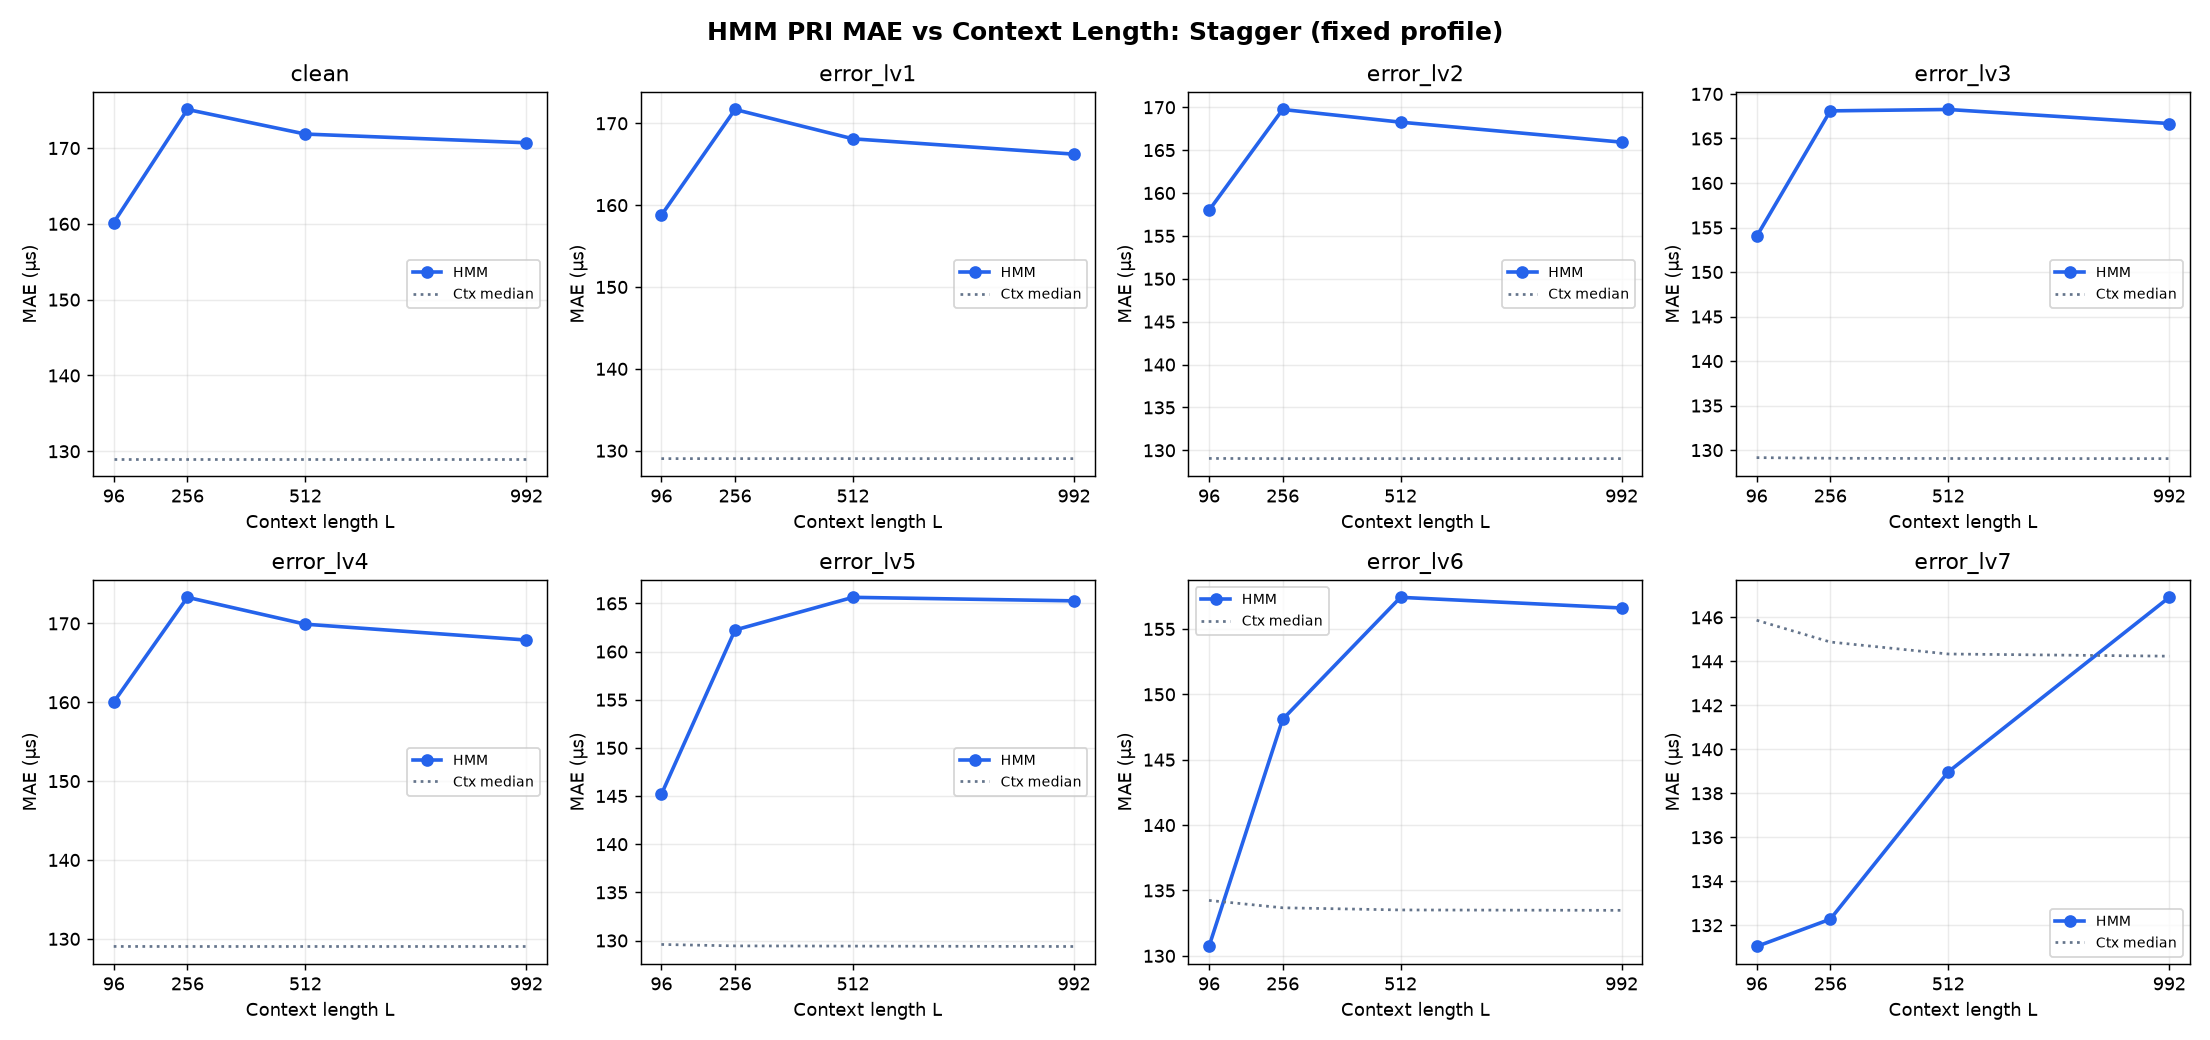 HMM PRI MAE vs Context Length: Stagger (fixed profile)
clean
170
160
150
140
130
MAE (μs)
HMM
Ctx median
96 256 512 992
Context length L
error_lv1
170
160
150
140
130
MAE (μs)
HMM
Ctx median
96 256 512 992
Context length L
error_lv2
170
165
160
155
150
145
140
135
130
MAE (μs)
HMM
Ctx median
96 256 512 992
Context length L
error_lv3
170
165
160
155
150
145
140
135
130
MAE (μs)
HMM
Ctx median
96 256 512 992
Context length L
error_lv4
170
160
150
140
130
MAE (μs)
HMM
Ctx median
96 256 512 992
Context length L
error_lv5
165
160
155
150
145
140
135
130
MAE (μs)
HMM
Ctx median
96 256 512 992
Context length L
error_lv6
HMM
Ctx median
155
150
145
140
135
130
MAE (μs)
96 256 512 992
Context length L
error_lv7
146
144
142
140
138
136
134
132
MAE (μs)
HMM
Ctx median
96 256 512 992
Context length L